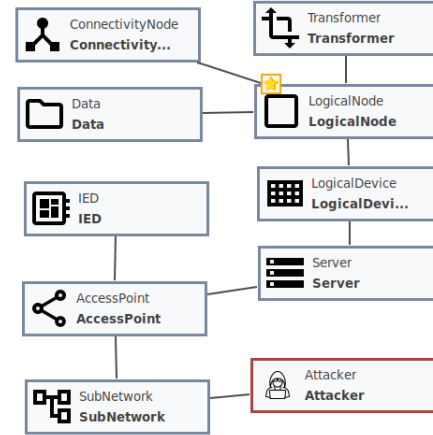 ConnectivityNode
Connectivity...
Transformer
Transformer
Data
Data
LogicalNode
LogicalNode
IED
IED
LogicalDevice
LogicalDevi...
Server
Server
AccessPoint
AccessPoint
SubNetwork
SubNetwork
Attacker
Attacker